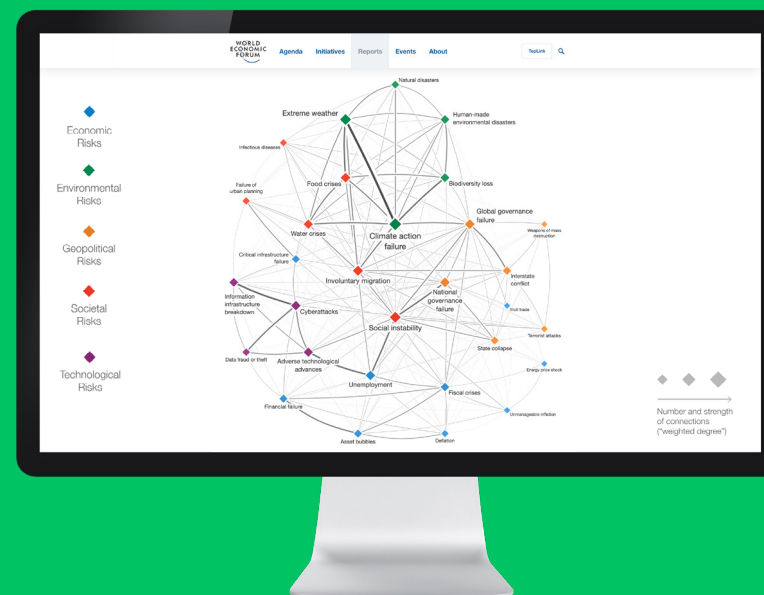 WORLD
ECONOMIC
FORUM
Agenda
Initiatives
Reports
Events
About
TopLink
Economic
Risks
Environmental
Risks
Geopolitical
Risks
Societal
Risks
Technological
Risks
Natural disasters
Extreme weather
Human-made
environmental disasters
Infectious diseases
Food crises
Biodiversity loss
Failure of
urban planning
Global governance
failure
Water crises
Climate action
failure
Weapons of mass
Critical infrastructure
failure
Involuntary migration
Interstate
conflict
National
governance
failure
Information
infrastructure
breakdown
Cyberattacks
Illicit trade
Social instability
Terrorist attacks
State collapse
Data fraud or theft
Adverse technological
advances
Energy price shock
Unemployment
Fiscal crises
Financial failure
Unmanageable inflation
Asset bubbles
Deflation
Number and strength
of connections
("weighted degree")